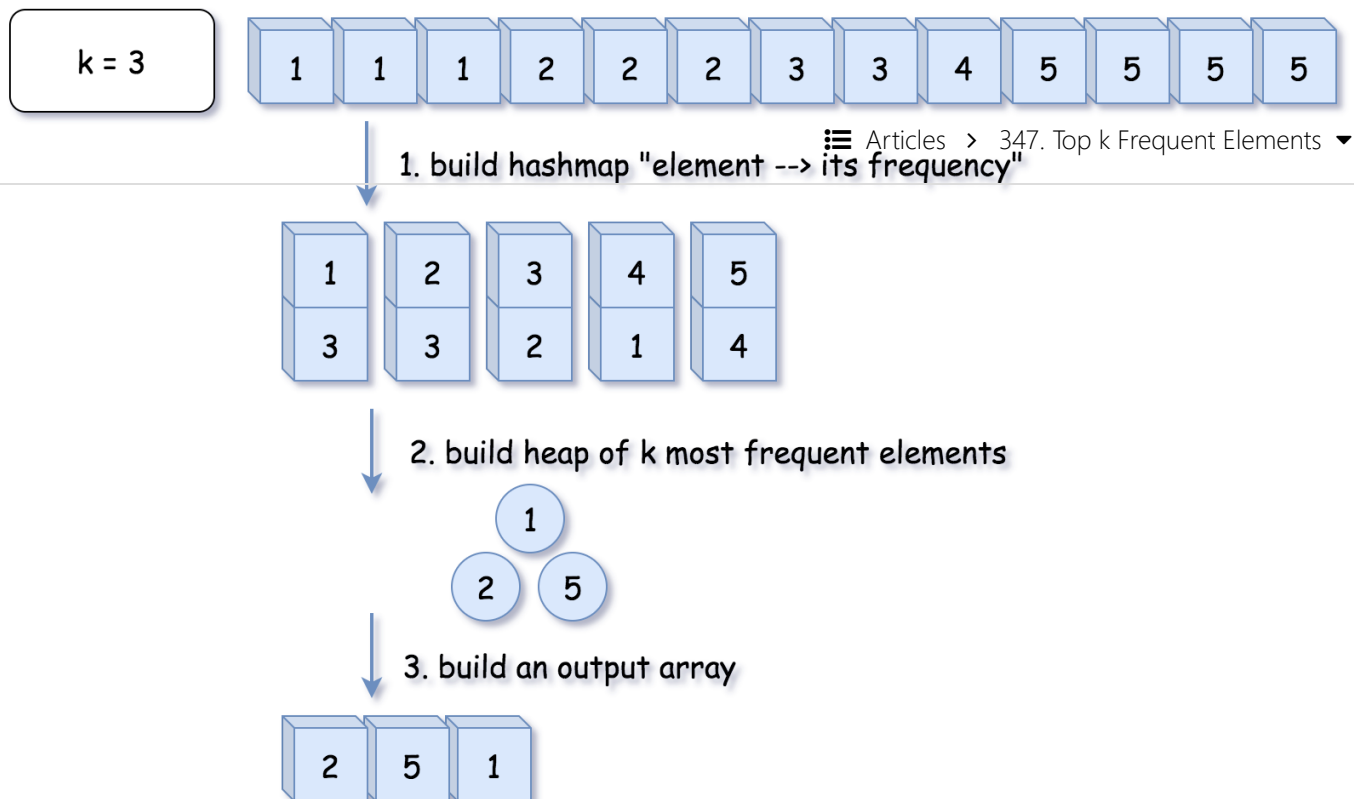 k = 3
1 1 1 2 2 2 3 3 4 5 5 5 5
Articles > 347. Top k Frequent Elements
1. build hashmap "element --> its frequency"
1 2 3 4 5
3 3 2 1 4
2. build heap of k most frequent elements
1
2 5
3. build an output array
2 5 1